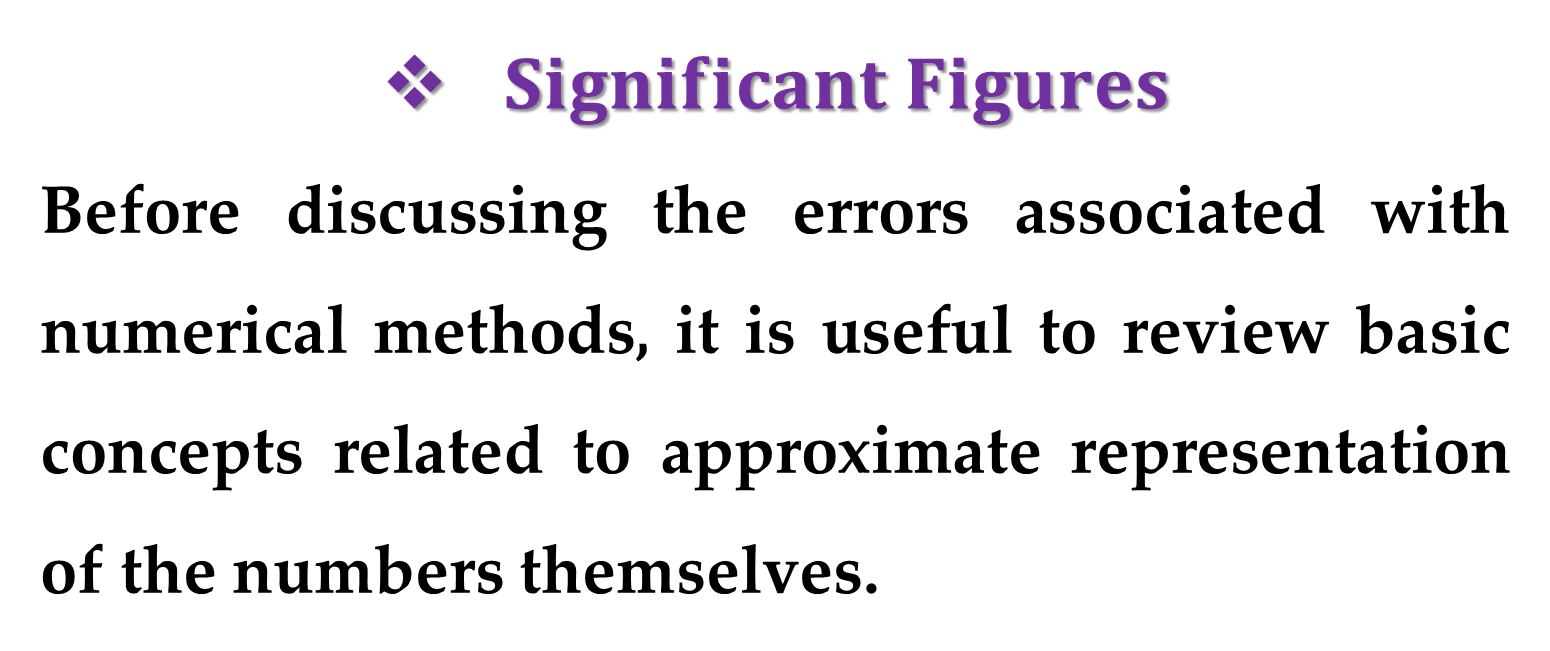 ❖ Significant Figures
Before discussing the errors associated with
numerical methods, it is useful to review basic
concepts related to approximate representation
of the numbers themselves.